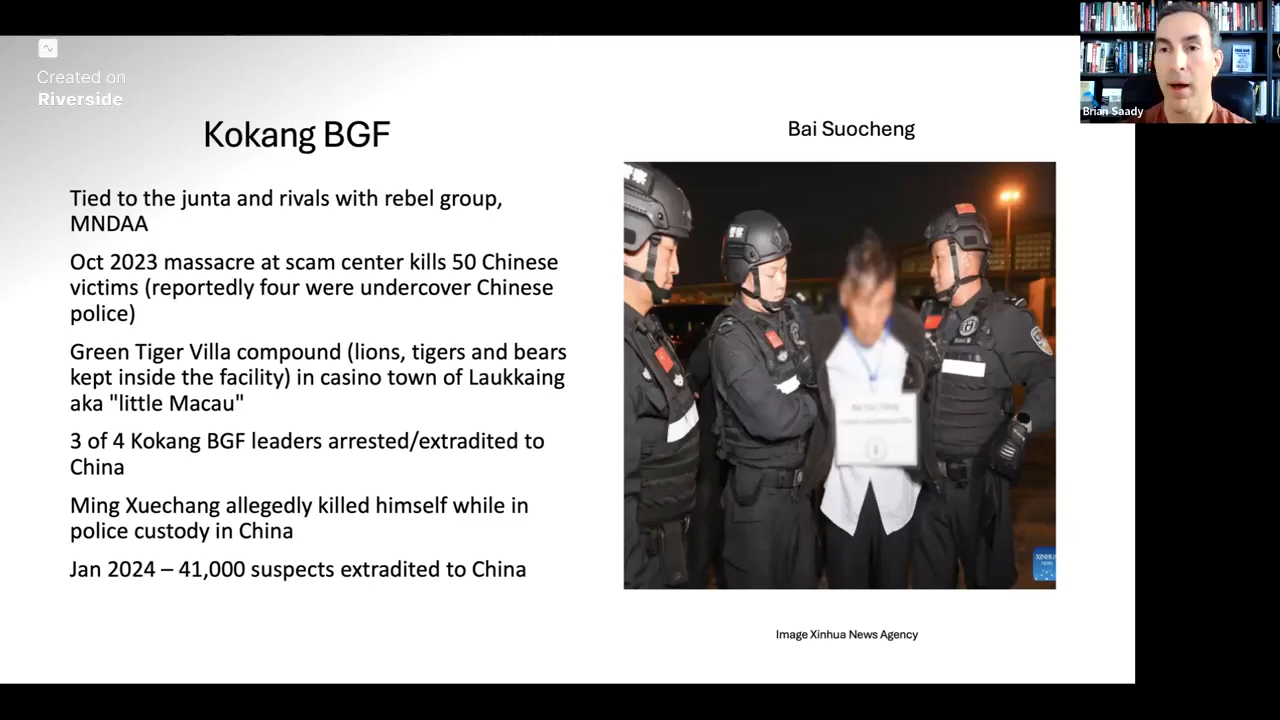 Created on
Riverside
Brian Saady
Kokang BGF
Tied to the junta and rivals with rebel group,
MNDAA
Oct 2023 massacre at scam center kills 50 Chinese
victims (reportedly four were undercover Chinese
police)
Green Tiger Villa compound (lions, tigers and bears
kept inside the facility) in casino town of Laukkaing
aka "little Macau"
3 of 4 Kokang BGF leaders arrested/extradited to
China
Ming Xuechang allegedly killed himself while in
police custody in China
Jan 2024 – 41,000 suspects extradited to China
Bai Suocheng
警察
XINHUA
NEWS
Image Xinhua News Agency